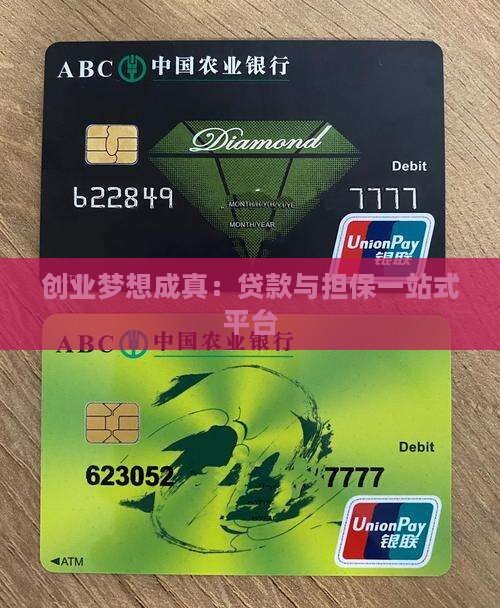 ABC 中国农业银行
Diamond
Debit
622849 7777
MONTH/YEAR
UnionPay
银联
创业梦想成真：贷款与担保一站式
平台
ABC 中国农业银行
Debit
623052 7777
UnionPay
银联
◄ATM